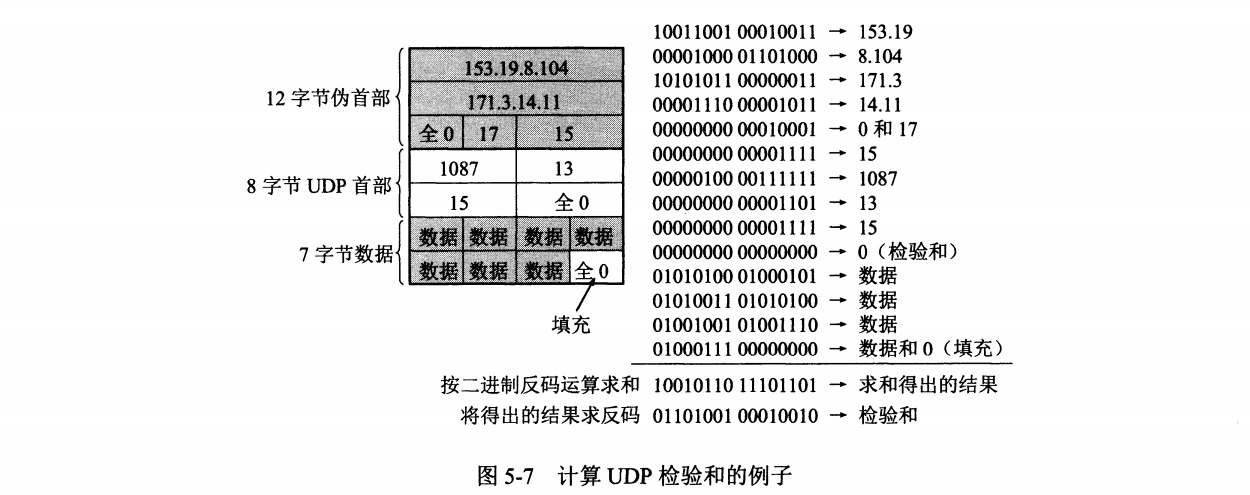 12 字节伪首部
8 字节 UDP 首部
7 字节数据
153.19.8.104
171.3.14.11
全 0 17 15
1087 13
15 全 0
数据 数据 数据 数据
数据 数据 数据 全 0
填充
10011001 00010011 → 153.19
00001000 01101000 → 8.104
10101011 00000011 → 171.3
00001110 00001011 → 14.11
00000000 00010001 → 0 和 17
00000000 00001111 → 15
00000100 00111111 → 1087
00000000 00001101 → 13
00000000 00001111 → 15
00000000 00000000 → 0（检验和）
01010100 01000101 → 数据
01010011 01010100 → 数据
01001001 01001110 → 数据
01000111 00000000 → 数据和 0（填充）
按二进制反码运算求和 10010110 11101101 → 求和得出的结果
将得出的结果求反码 01101001 00010010 → 检验和
图 5-7 计算 UDP 检验和的例子